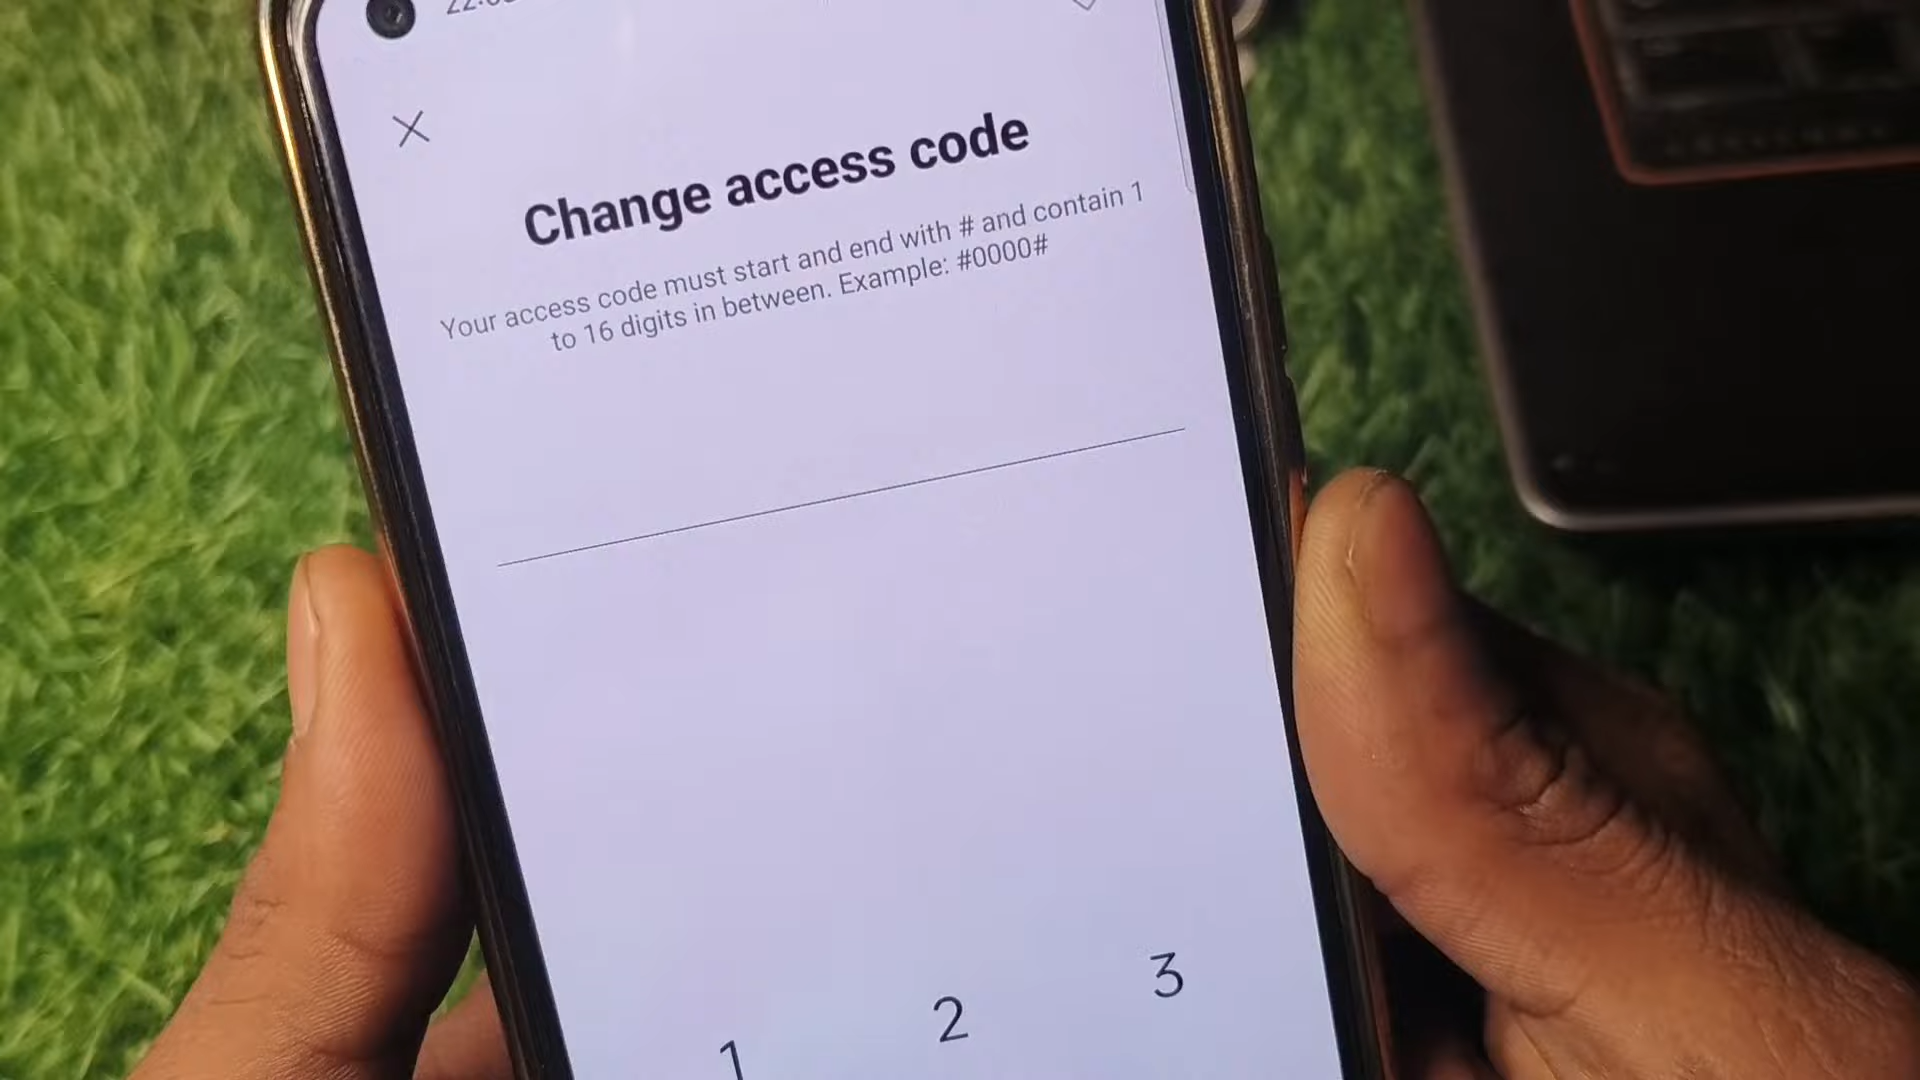 Change access code
Your access code must start and end with # and contain 1
to 16 digits in between. Example: #0000#
1
2
3